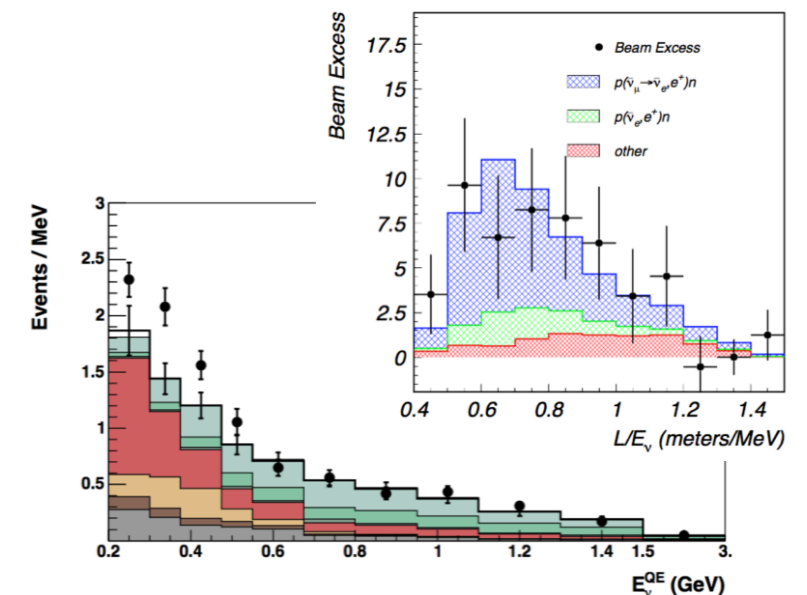 Beam Excess
17.5
15
12.5
10
7.5
5
2.5
0
Beam Excess
p(ν̄μ→ν̄e,e⁺)n
p(ν̄e,e⁺)n
other
0.4 0.6 0.8 1 1.2 1.4
L/Eν (meters/MeV)
Events / MeV
3
2.5
2
1.5
1
0.5
0.2 0.4 0.6 0.8 1 1.2 1.4 1.5 3.
EνQE (GeV)